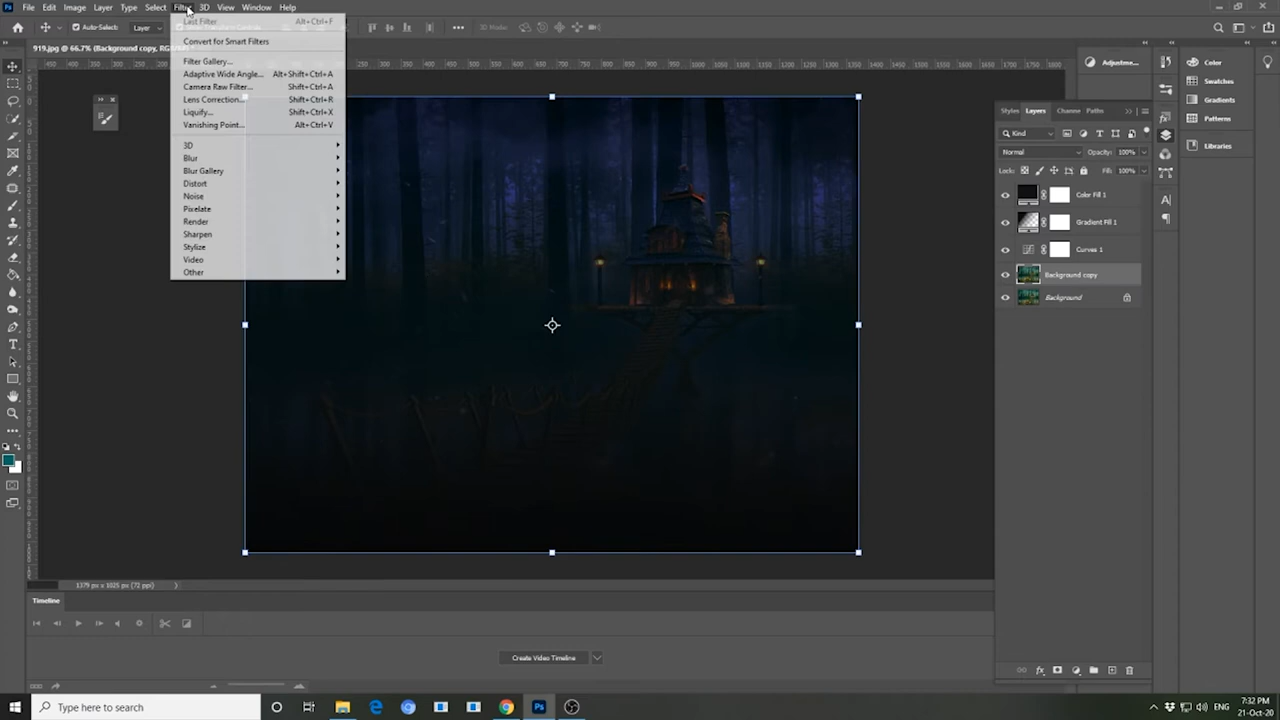 File Edit Image Layer Type Select Filter 3D View Window Help
Auto-Select: Layer
3D Mode:
919.jpg @ 66.7% (Background copy, RGB/
Last Filter Alt+Ctrl+F
Convert for Smart Filters
Filter Gallery...
Adaptive Wide Angle... Alt+Shift+Ctrl+A
Camera Raw Filter... Shift+Ctrl+A
Lens Correction... Shift+Ctrl+R
Liquify... Shift+Ctrl+X
Vanishing Point... Alt+Ctrl+V
3D
Blur
Blur Gallery
Distort
Noise
Pixelate
Render
Sharpen
Stylize
Video
Other
Adjustme...
Color
Swatches
Gradients
Patterns
Libraries
Styles Layers Channe Paths
Kind
Normal Opacity: 100%
Lock: Fill: 100%
Color Fill 1
Gradient Fill 1
Curves 1
Background copy
Background
1379 px x 1025 px (72 ppi)
Timeline
Create Video Timeline
Type here to search
ENG
7:32 PM
21-Oct-20